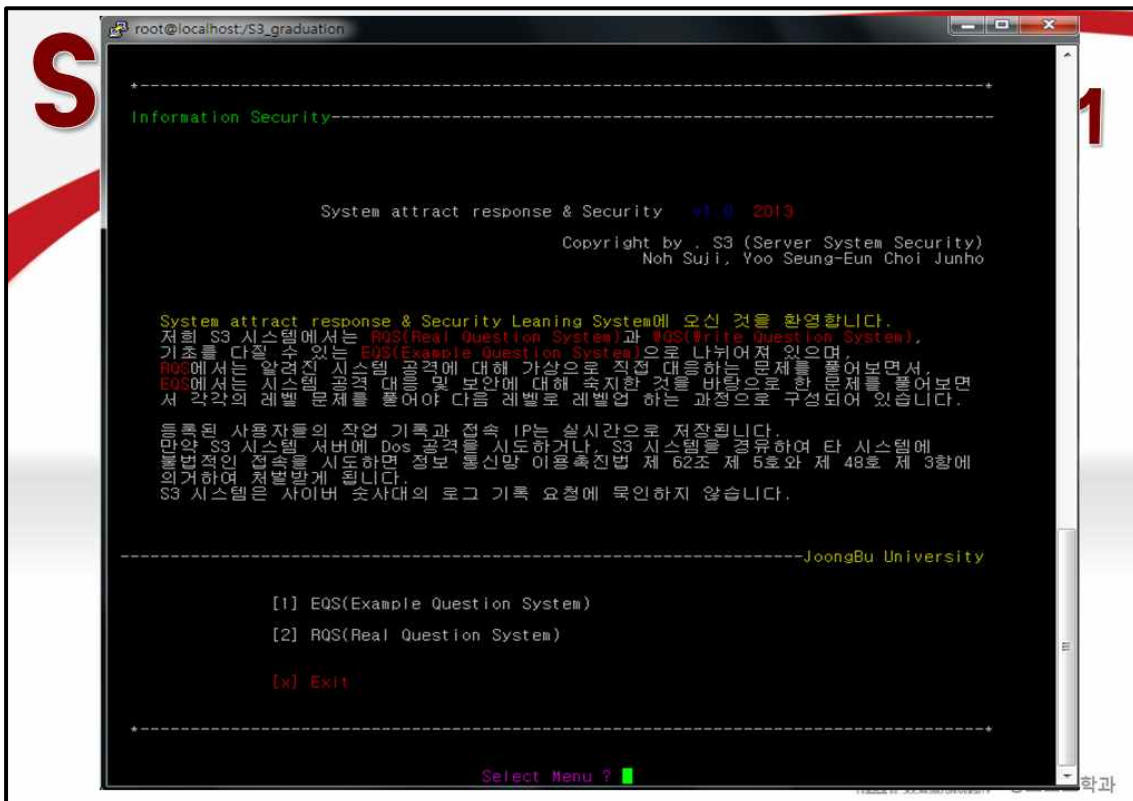 root@localhost:/S3_graduation
S
1
Information Security
System attract response & Security v1.0 2013
Copyright by . S3 (Server System Security)
Noh Suji, Yoo Seung-Eun Choi Junho
System attract response & Security Leaning System에 오신 것을 환영합니다.
저희 S3 시스템에서는 RQS(Real Question System)과 WQS(Write Question System),
기초를 다질 수 있는 EQS(Example Question System)으로 나뉘어져 있으며,
RQS에서는 알려진 시스템 공격에 대해 가상으로 직접 대응하는 문제를 풀어보면서,
EQS에서는 시스템 공격 대응 및 보안에 대해 숙지한 것을 바탕으로 한 문제를 풀어보면
서 각각의 레벨 문제를 풀어야 다음 레벨로 레벨업 하는 과정으로 구성되어 있습니다.
등록된 사용자들의 작업 기록과 접속 IP는 실시간으로 저장됩니다.
만약 S3 시스템 서버에 Dos 공격을 시도하거나, S3 시스템을 경유하여 타 시스템에
불법적인 접속을 시도하면 정보 통신망 이용촉진법 제 62조 제 5호와 제 48호 제 3항에
의거하여 처벌받게 됩니다.
S3 시스템은 사이버 숫사대의 로그 기록 요청에 묵인하지 않습니다.
JoongBu University
[1] EQS(Example Question System)
[2] RQS(Real Question System)
[x] Exit
Select Menu ?
학과